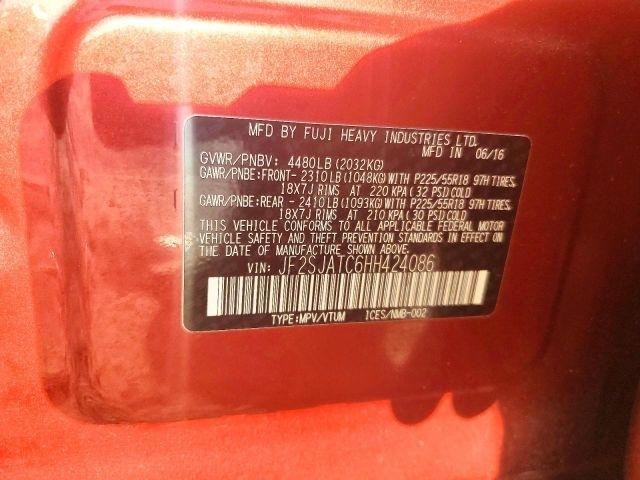 MFD BY FUJI HEAVY INDUSTRIES LTD.
MFD IN 06/16
GVWR/PNBV: 4480LB (2032KG)
GAWR/PNBE:FRONT- 2310LB(1048KG)WITH P225/55R18 97H TIRES,
18X7J RIMS AT 220 KPA(32 PSI)COLD
GAWR/PNBE:REAR - 2410LB(1093KG)WITH P225/55R18 97H TIRES,
18X7J RIMS AT 210 KPA(30 PSI)COLD
THIS VEHICLE CONFORMS TO ALL APPLICABLE FEDERAL MOTOR
VEHICLE SAFETY AND THEFT PREVENTION STANDARDS IN EFFECT ON
THE DATE OF MANUFACTURE SHOWN ABOVE.
VIN: JF2SJATC6HH424086
TYPE:MPV/VTUM ICES/NMB-002